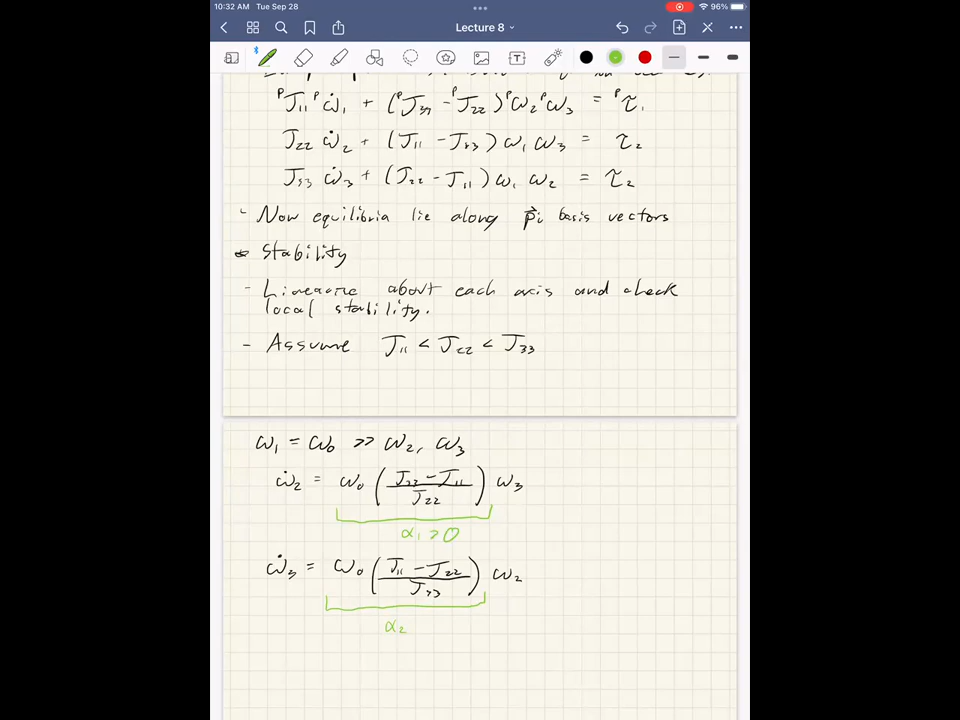 10:32 AM Tue Sep 28
96%
Lecture 8
ᴾJ₁₁ ᴾω̇₁ + (ᴾJ₃₃ − ᴾJ₂₂) ᴾω₂ ᴾω₃ = ᴾτ₁
J₂₂ ω̇₂ + (J₁₁ − J₃₃) ω₁ ω₃ = τ₂
J₃₃ ω̇₃ + (J₂₂ − J₁₁) ω₁ ω₂ = τ₂
- Now equilibria lie along p⃗ᵢ basis vectors
Stability
- Linearize about each axis and check
local stability.
- Assume J₁₁ < J₂₂ < J₃₃
ω₁ = ω₀ >> ω₂, ω₃
ω̇₂ = ω₀ (J₃₃ − J₁₁ / J₂₂) ω₃
α₁ > 0
ω̇₃ = ω₀ (J₁₁ − J₂₂ / J₃₃) ω₂
α₂